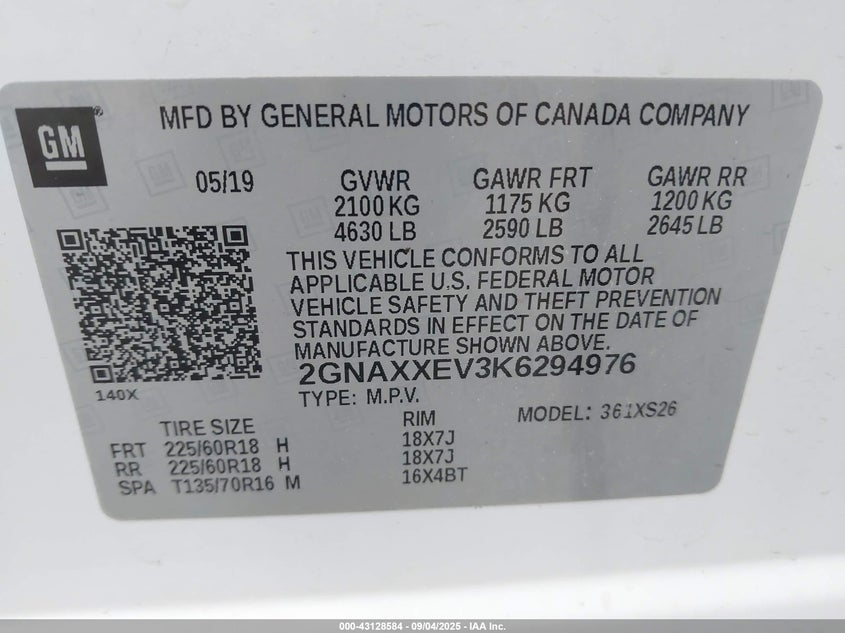 GM®
MFD BY GENERAL MOTORS OF CANADA COMPANY
05/19 GVWR GAWR FRT GAWR RR
2100 KG 1175 KG 1200 KG
4630 LB 2590 LB 2645 LB
THIS VEHICLE CONFORMS TO ALL
APPLICABLE U.S. FEDERAL MOTOR
VEHICLE SAFETY AND THEFT PREVENTION
STANDARDS IN EFFECT ON THE DATE OF
MANUFACTURE SHOWN ABOVE.
2GNAXXEV3K6294976
140X
TYPE: M.P.V.
MODEL: 361XS26
TIRE SIZE RIM
FRT 225/60R18 H 18X7J
RR 225/60R18 H 18X7J
SPA T135/70R16 M 16X4BT
000-43128584 - 09/04/2025 - IAA Inc.